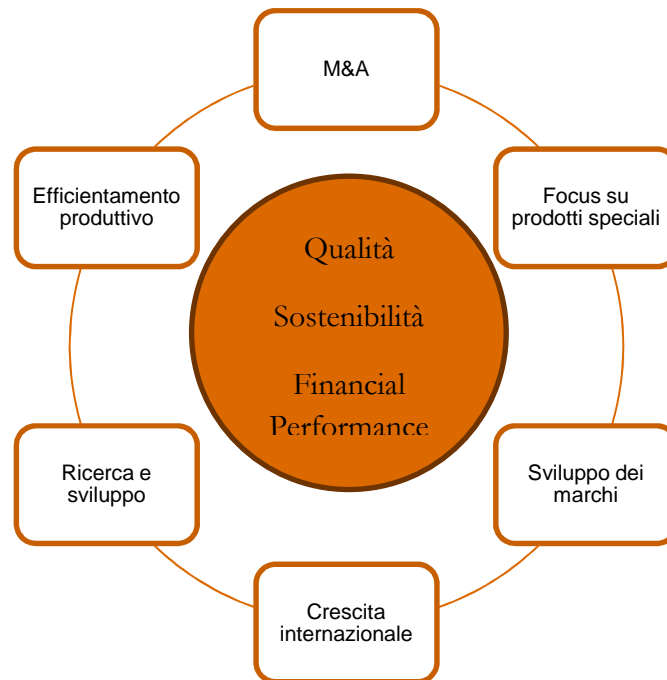 M&A
Efficientamento
produttivo
Focus su
prodotti speciali
Qualità
Sostenibilità
Financial
Performance
Ricerca e
sviluppo
Sviluppo dei
marchi
Crescita
internazionale